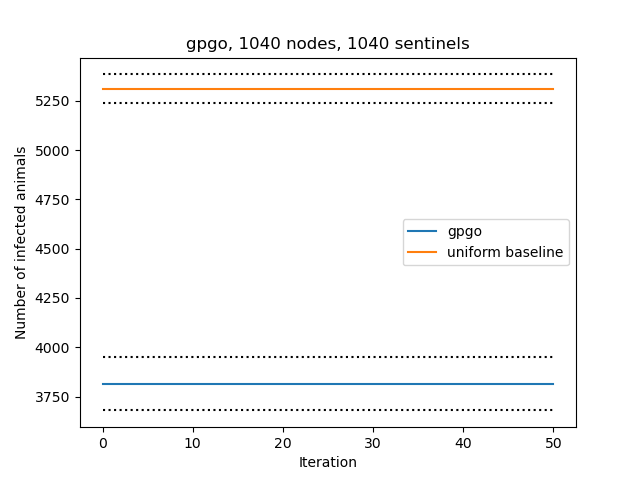 gpgo, 1040 nodes, 1040 sentinels
5250
5000
4750
4500
4250
4000
3750
Number of infected animals
gpgo
uniform baseline
0
10
20
30
40
50
Iteration